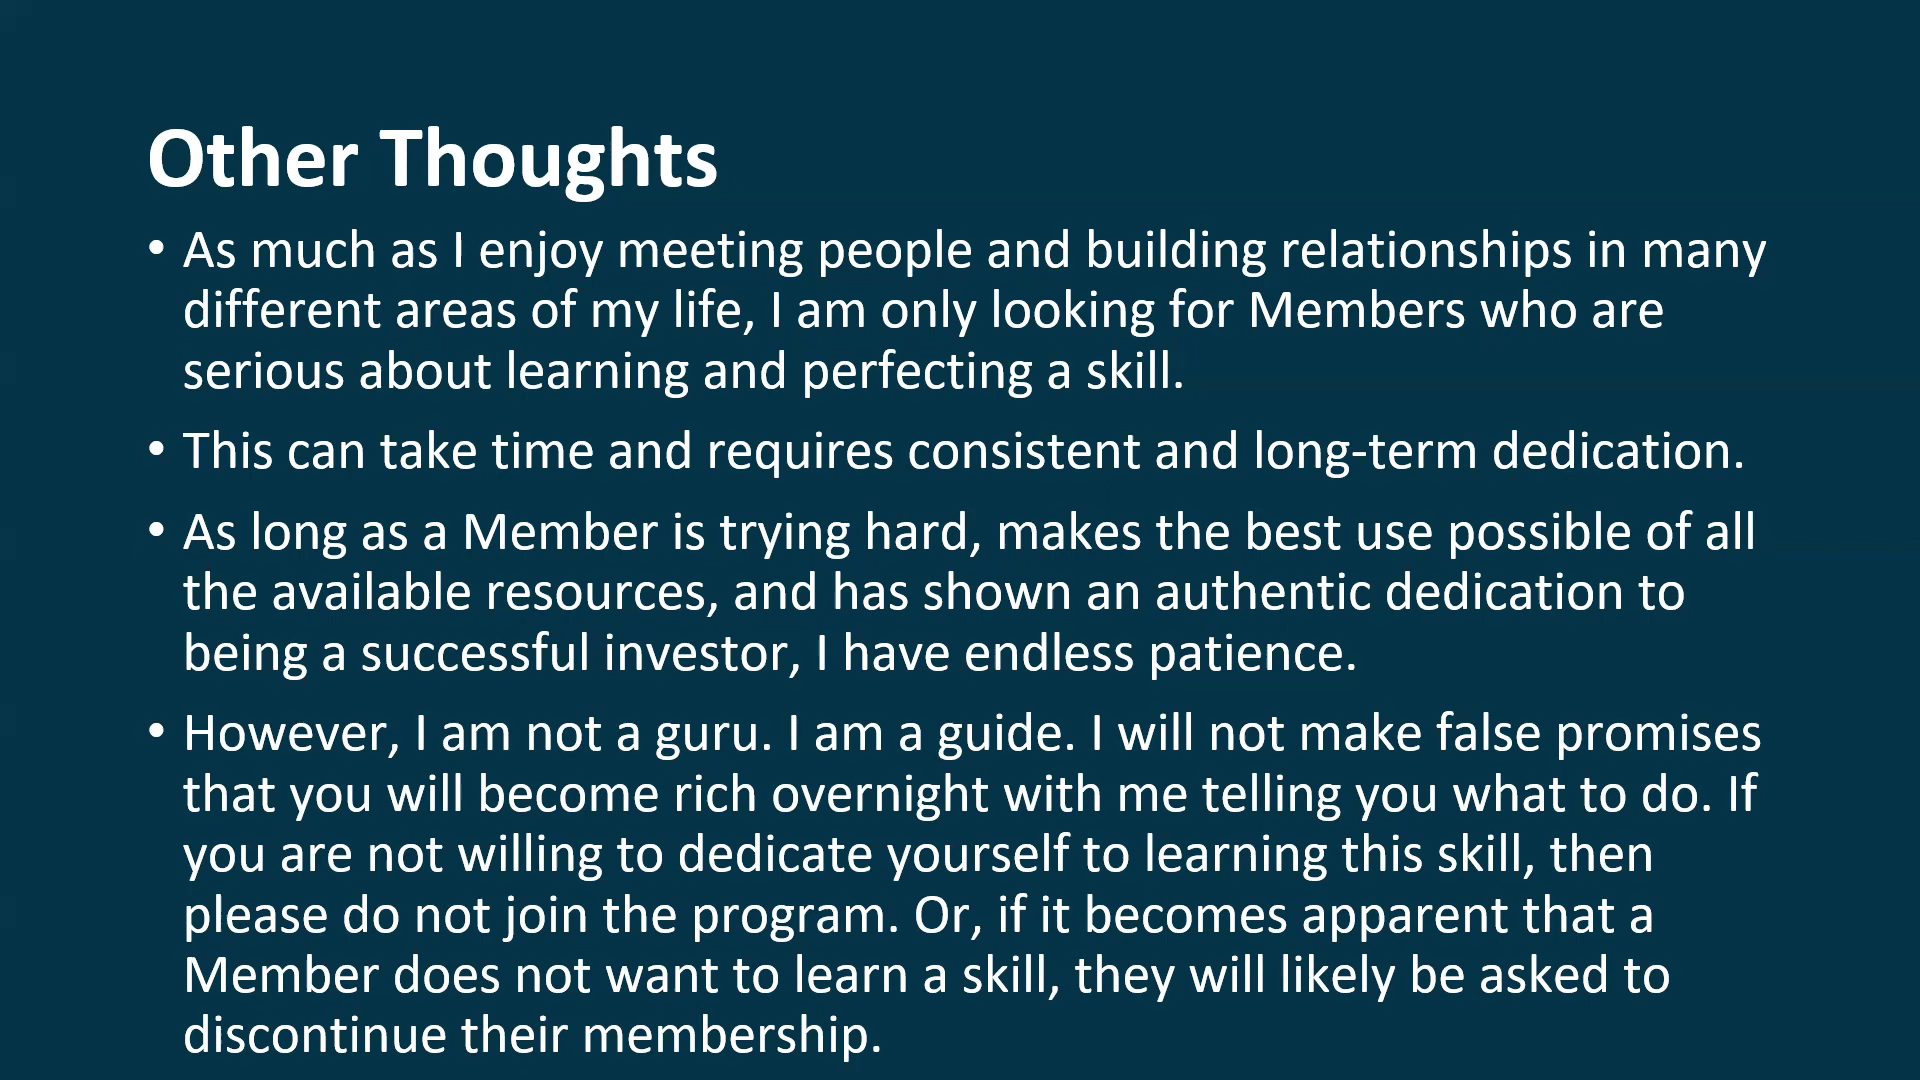 Other Thoughts
• As much as I enjoy meeting people and building relationships in many
different areas of my life, I am only looking for Members who are
serious about learning and perfecting a skill.
• This can take time and requires consistent and long-term dedication.
• As long as a Member is trying hard, makes the best use possible of all
the available resources, and has shown an authentic dedication to
being a successful investor, I have endless patience.
• However, I am not a guru. I am a guide. I will not make false promises
that you will become rich overnight with me telling you what to do. If
you are not willing to dedicate yourself to learning this skill, then
please do not join the program. Or, if it becomes apparent that a
Member does not want to learn a skill, they will likely be asked to
discontinue their membership.